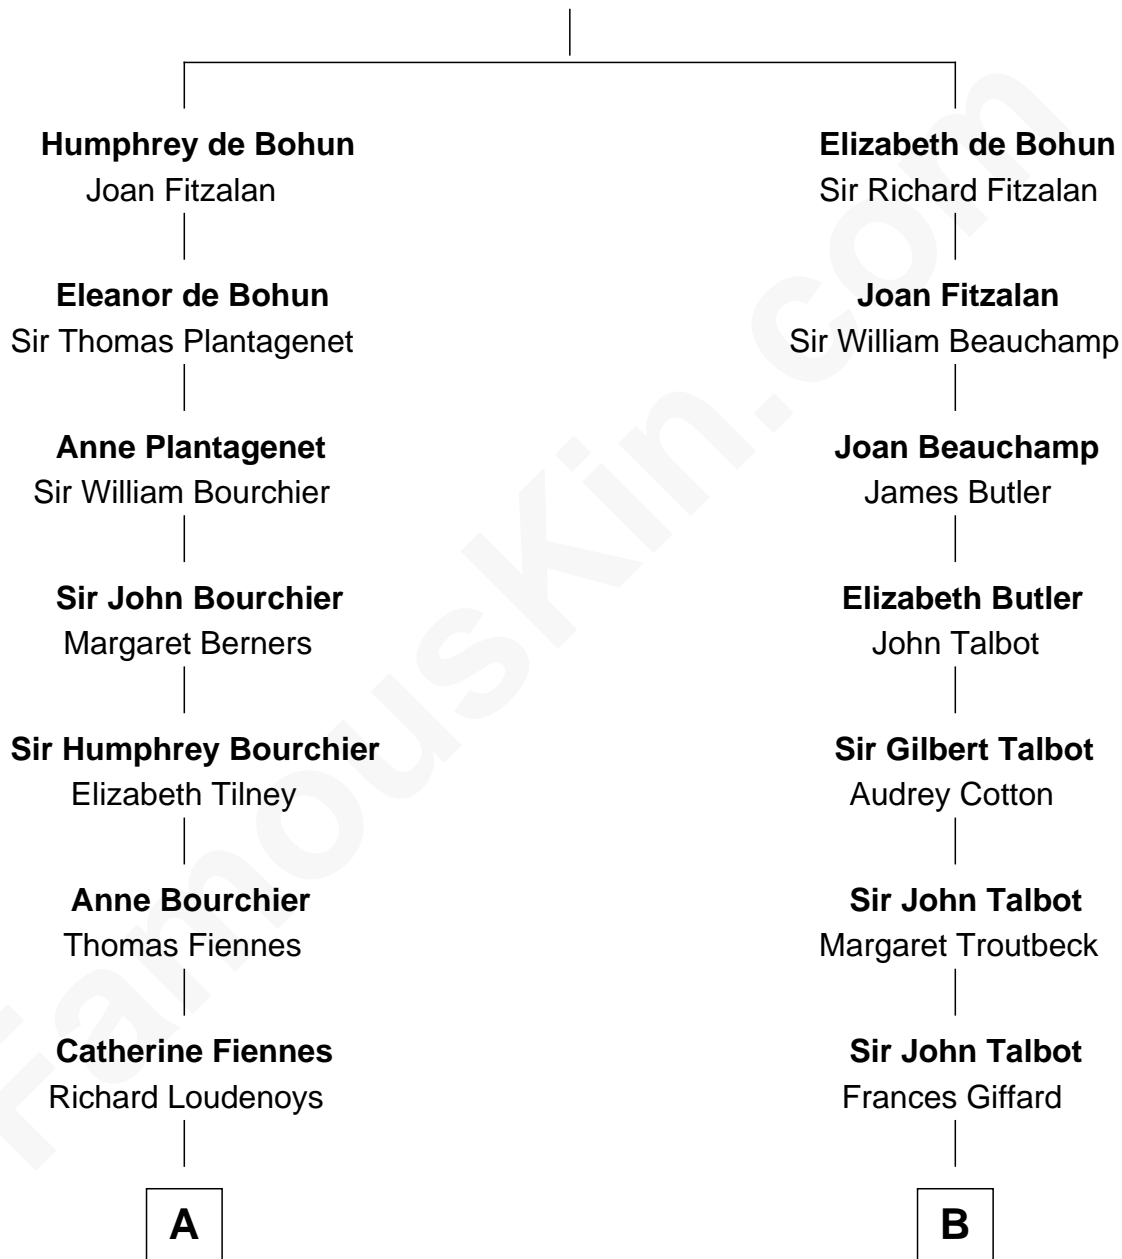 Humphrey de Bohun
Joan Fitzalan
Eleanor de Bohun
Sir Thomas Plantagenet
Anne Plantagenet
Sir William Bourchier
Sir John Bourchier
Margaret Berners
Sir Humphrey Bourchier
Elizabeth Tilney
Anne Bourchier
Thomas Fiennes
Catherine Fiennes
Richard Loudenoys
A
Elizabeth de Bohun
Sir Richard Fitzalan
Joan Fitzalan
Sir William Beauchamp
Joan Beauchamp
James Butler
Elizabeth Butler
John Talbot
Sir Gilbert Talbot
Audrey Cotton
Sir John Talbot
Margaret Troutbeck
Sir John Talbot
Frances Giffard
B
FamousKin.com